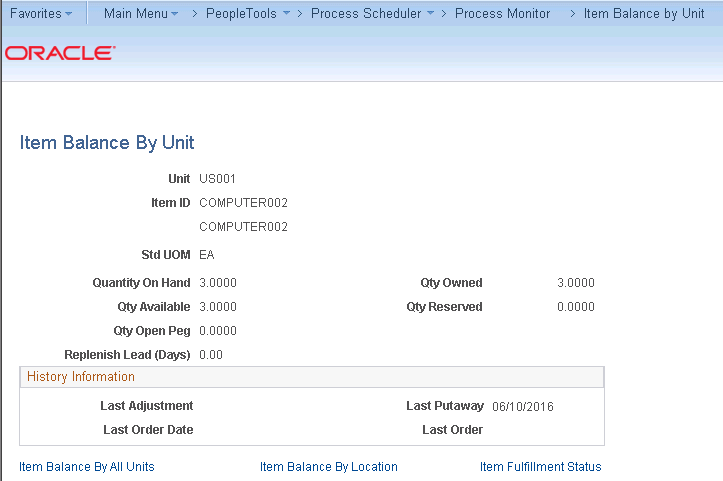 Favorites Main Menu > PeopleTools > Process Scheduler > Process Monitor > Item Balance by Unit
ORACLE
Item Balance By Unit
Unit US001
Item ID COMPUTER002
COMPUTER002
Std UOM EA
Quantity On Hand 3.0000 Qty Owned 3.0000
Qty Available 3.0000 Qty Reserved 0.0000
Qty Open Peg 0.0000
Replenish Lead (Days) 0.00
History Information
Last Adjustment Last Putaway 06/10/2016
Last Order Date Last Order
Item Balance By All Units Item Balance By Location Item Fulfillment Status